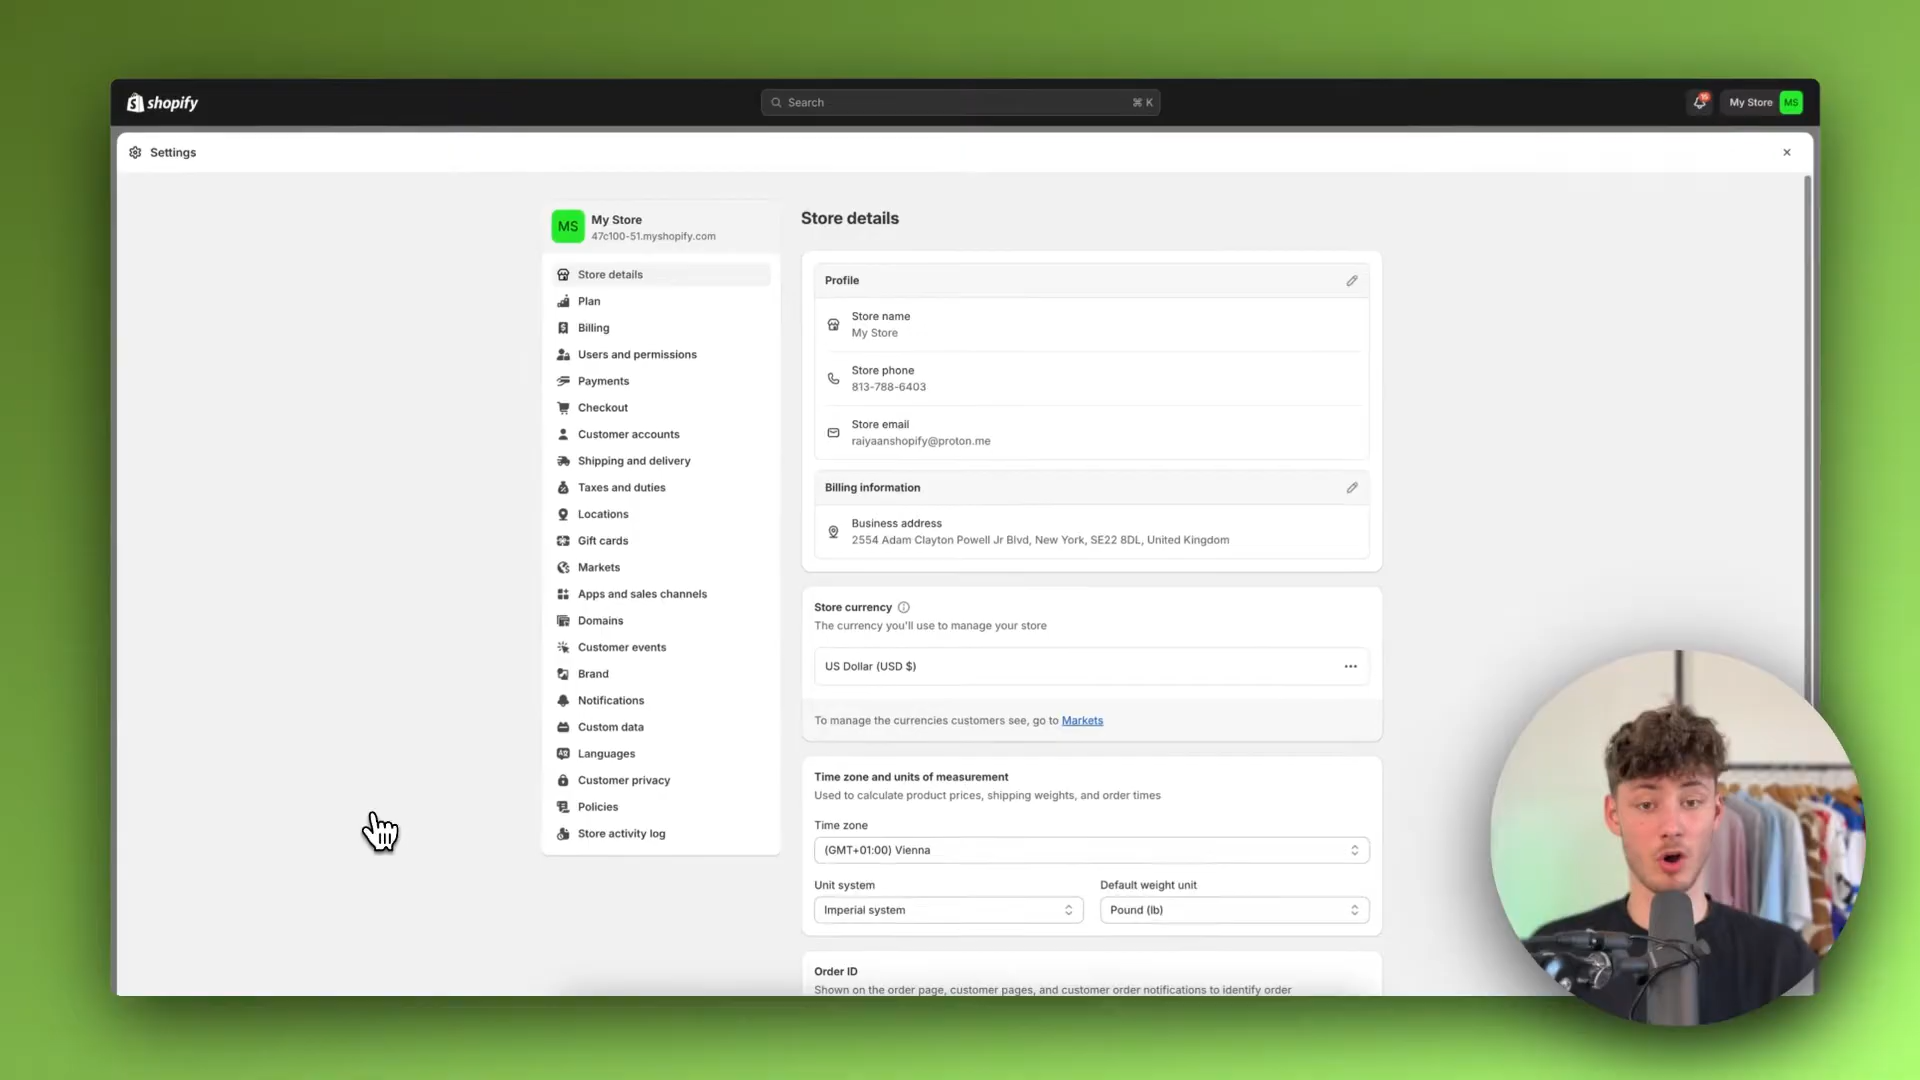 shopify
Search
⌘ K
My Store
MS
Settings
MS
My Store
47c100-51.myshopify.com
Store details
Plan
Billing
Users and permissions
Payments
Checkout
Customer accounts
Shipping and delivery
Taxes and duties
Locations
Gift cards
Markets
Apps and sales channels
Domains
Customer events
Brand
Notifications
Custom data
Languages
Customer privacy
Policies
Store activity log
Store details
Profile
Store name
My Store
Store phone
813-788-6403
Store email
raiyaanshopify@proton.me
Billing information
Business address
2554 Adam Clayton Powell Jr Blvd, New York, SE22 8DL, United Kingdom
Store currency
The currency you'll use to manage your store
US Dollar (USD $)
To manage the currencies customers see, go to Markets
Time zone and units of measurement
Used to calculate product prices, shipping weights, and order times
Time zone
(GMT+01:00) Vienna
Unit system
Default weight unit
Imperial system
Pound (lb)
Order ID
Shown on the order page, customer pages, and customer order notifications to identify order